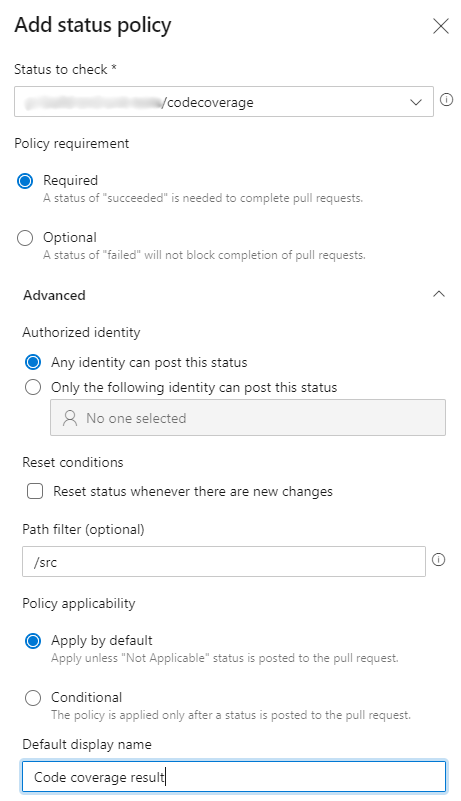 Add status policy
Status to check *
/codecoverage
Policy requirement
Required
A status of "succeeded" is needed to complete pull requests.
Optional
A status of "failed" will not block completion of pull requests.
Advanced
Authorized identity
Any identity can post this status
Only the following identity can post this status
No one selected
Reset conditions
Reset status whenever there are new changes
Path filter (optional)
/src
Policy applicability
Apply by default
Apply unless "Not Applicable" status is posted to the pull request.
Conditional
The policy is applied only after a status is posted to the pull request.
Default display name
Code coverage result